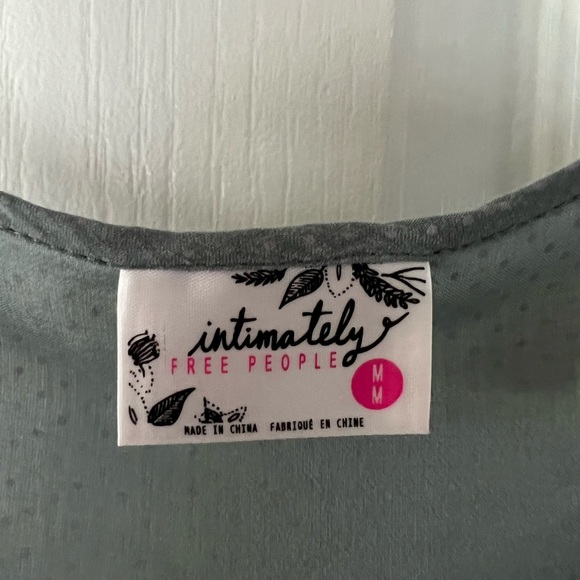 intimately
FREE PEOPLE
M
M
MADE IN CHINA FABRIQUÉ EN CHINE